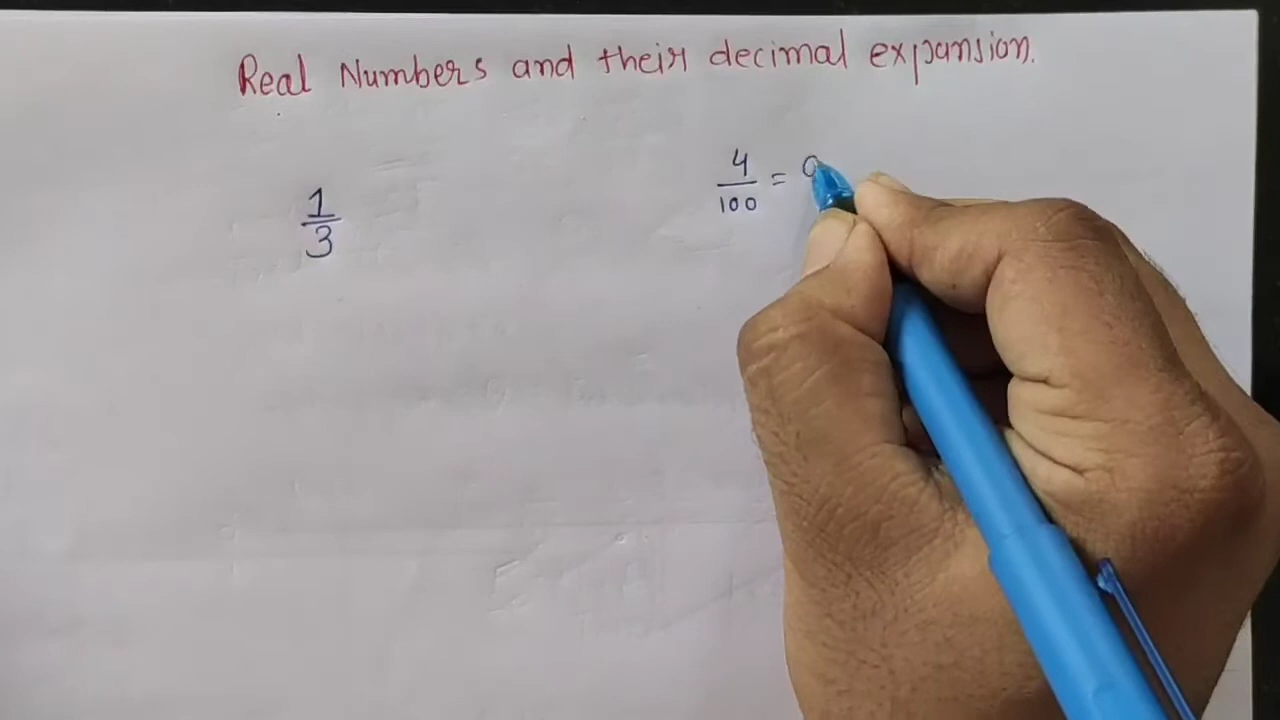 Real Numbers and their decimal expansion.
1/3
4/100 = 0